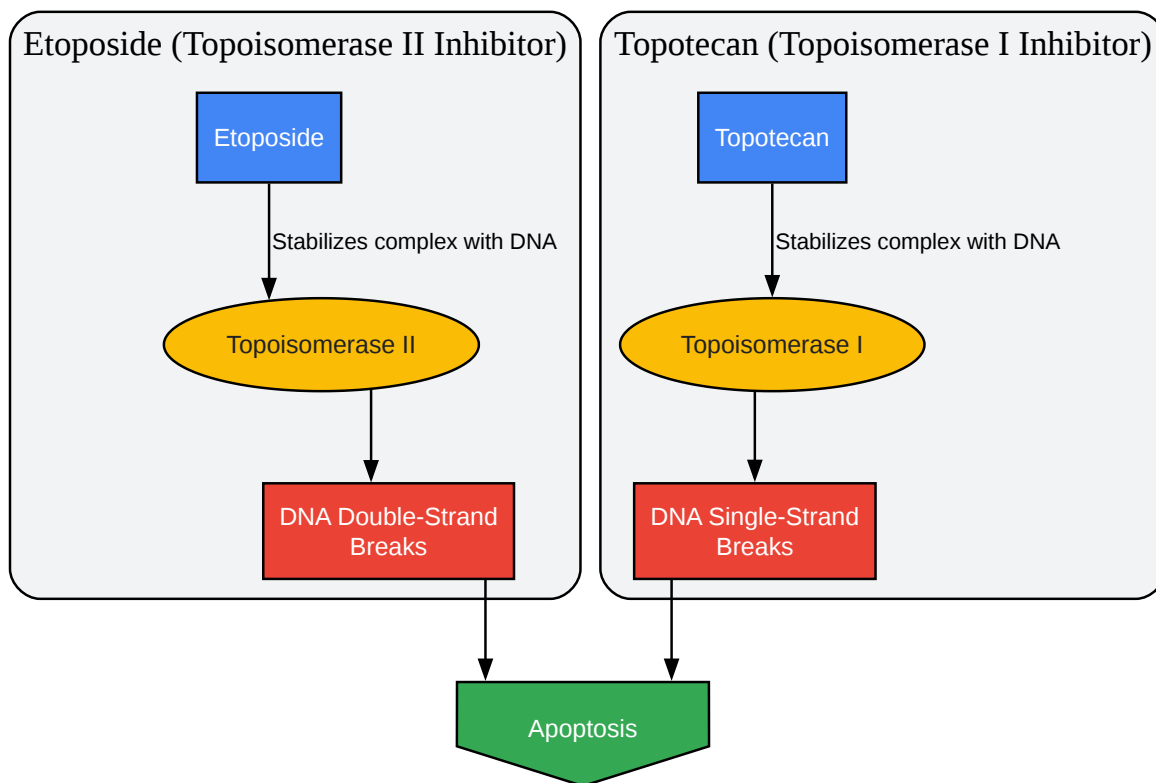 Etoposide (Topoisomerase II Inhibitor)
Etoposide
Stabilizes complex with DNA
Topoisomerase II
DNA Double-Strand
Breaks
Topotecan (Topoisomerase I Inhibitor)
Topotecan
Stabilizes complex with DNA
Topoisomerase I
DNA Single-Strand
Breaks
Apoptosis